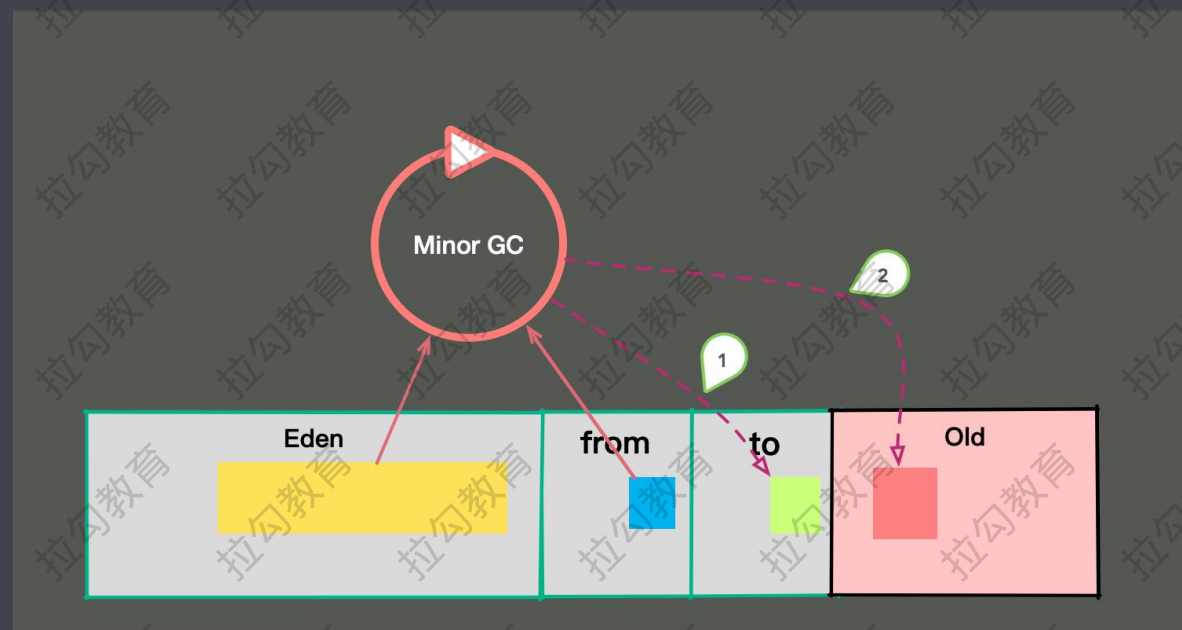 Minor GC
2
1
Eden
from
to
Old
拉勾教育